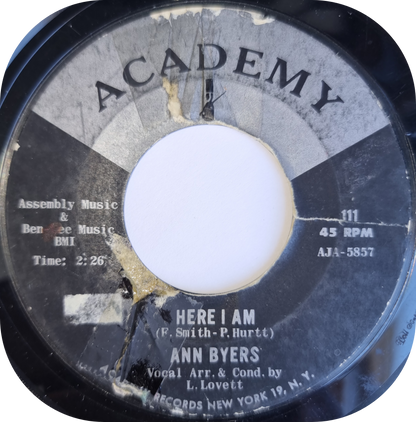 ACADEMY
Assembly Music
&
Music
BMI
Time: 2:26
111
45 RPM
AJA-5857
HERE I AM
(F. Smith-P. Hurtt)
ANN BYERS
Vocal Arr. & Cond. by
L. Lovett
RECORDS NEW YORK 19, N. Y.